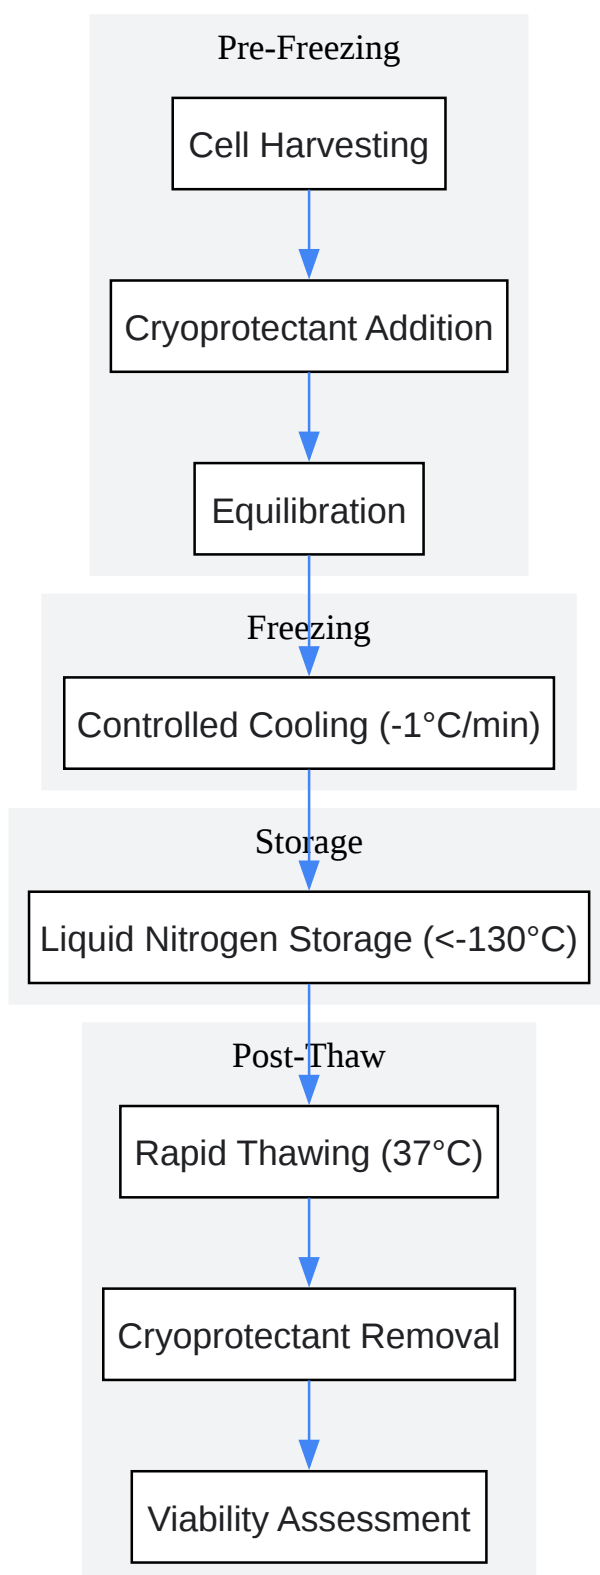 Pre-Freezing
Cell Harvesting
Cryoprotectant Addition
Equilibration
Freezing
Controlled Cooling (-1°C/min)
Storage
Liquid Nitrogen Storage (<-130°C)
Post-Thaw
Rapid Thawing (37°C)
Cryoprotectant Removal
Viability Assessment